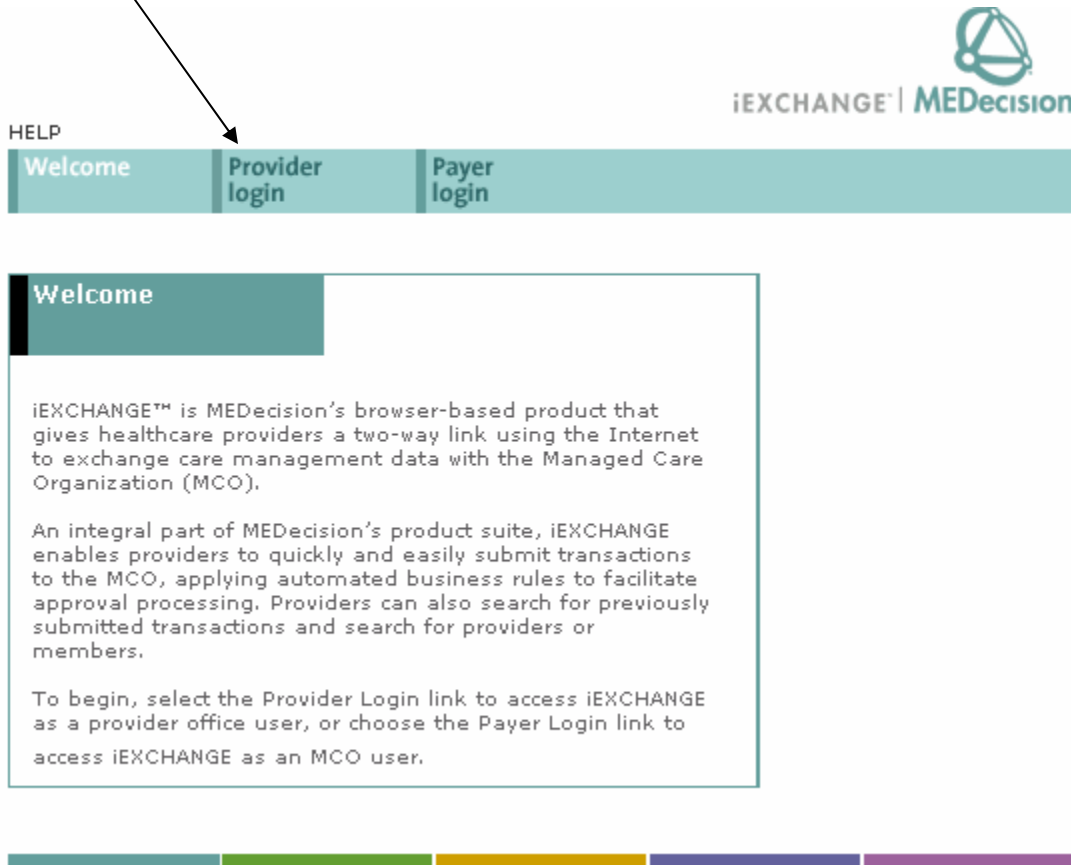 iEXCHANGE™ | MEDecision
HELP
Welcome
Provider login
Payer login
Welcome
iEXCHANGE™ is MEDecision's browser-based product that
gives healthcare providers a two-way link using the Internet
to exchange care management data with the Managed Care
Organization (MCO).
An integral part of MEDecision's product suite, iEXCHANGE
enables providers to quickly and easily submit transactions
to the MCO, applying automated business rules to facilitate
approval processing. Providers can also search for previously
submitted transactions and search for providers or
members.
To begin, select the Provider Login link to access iEXCHANGE
as a provider office user, or choose the Payer Login link to
access iEXCHANGE as an MCO user.